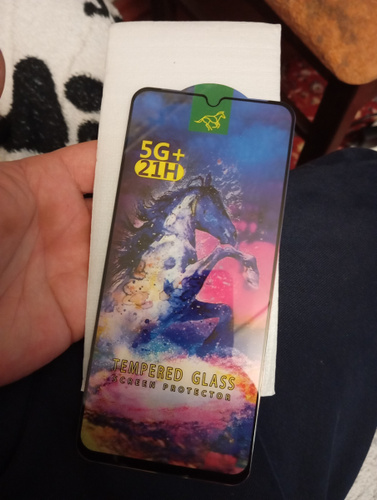 5G+
21H
TEMPERED GLASS
SCREEN PROTECTOR